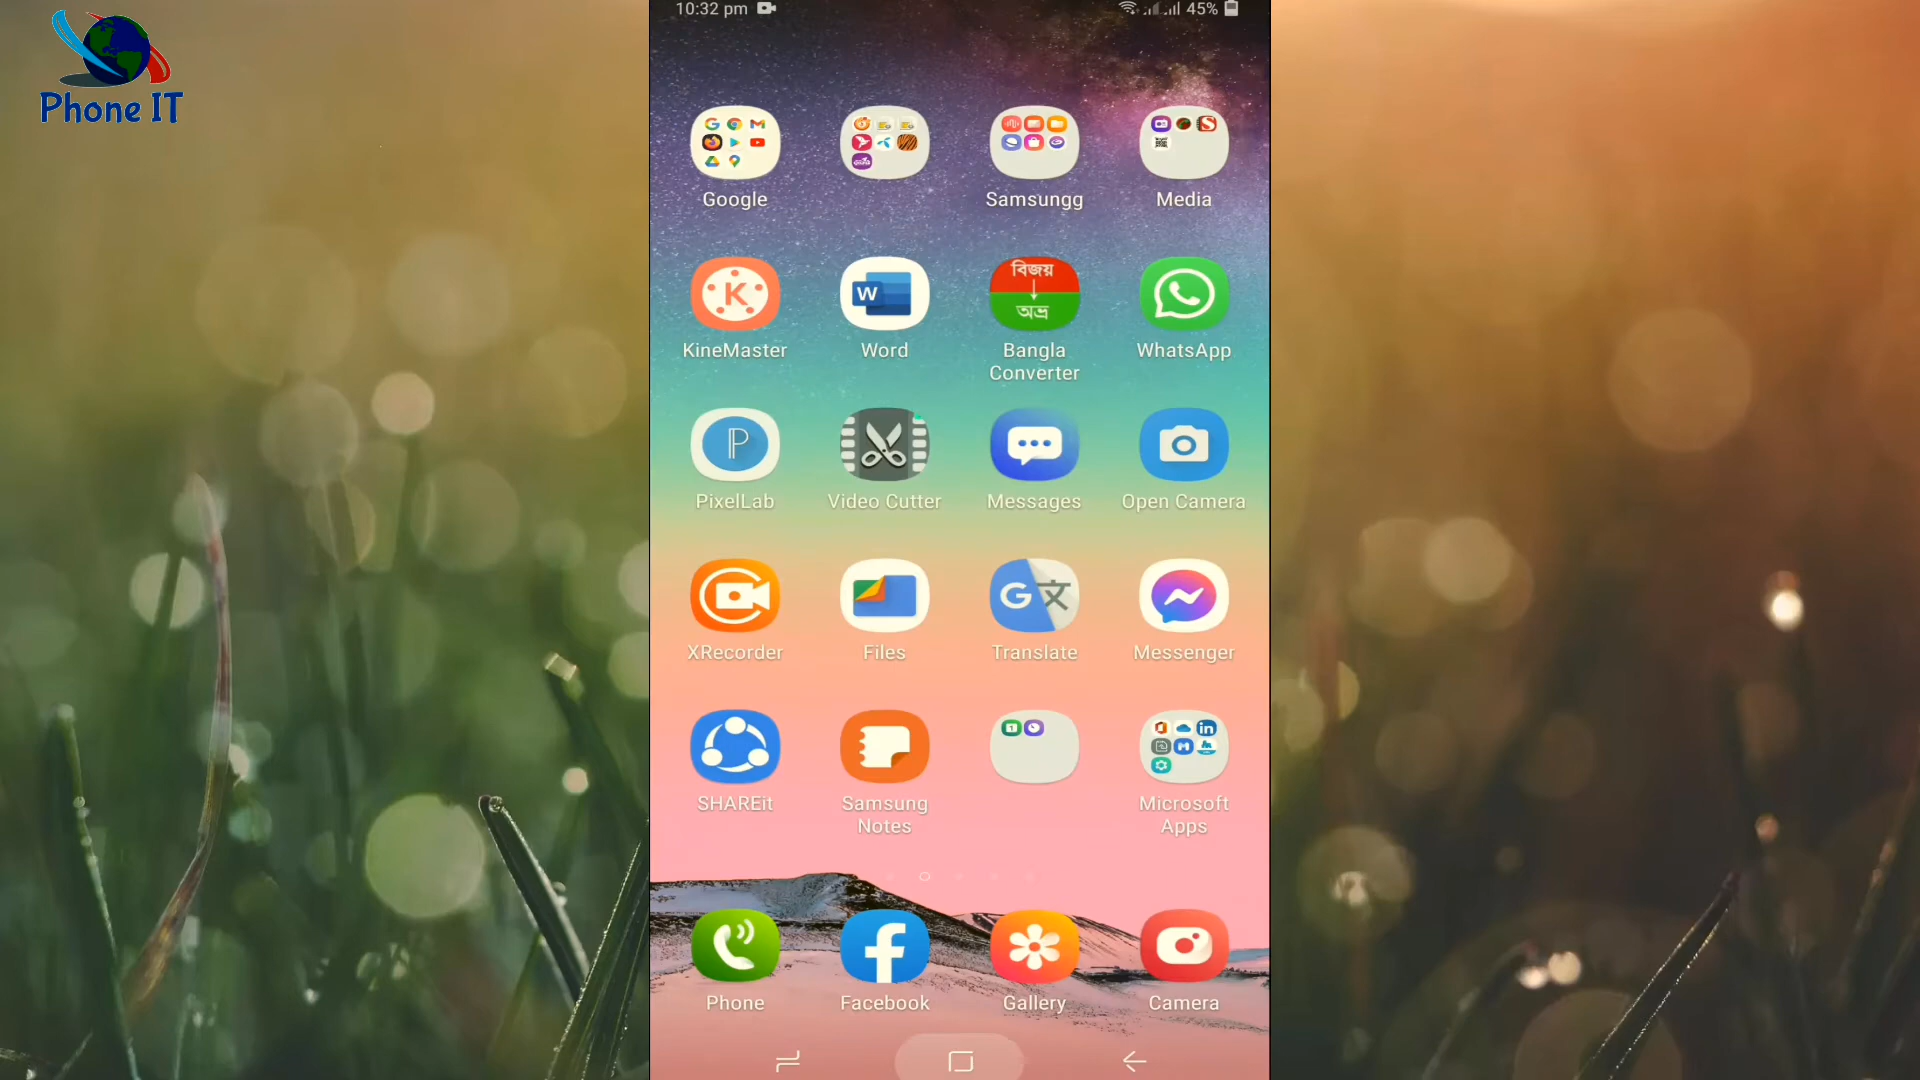 Phone IT
10:32 pm
45%
Google
Samsungg
Media
বিজয়
অভ্র
KineMaster
Word
Bangla
Converter
WhatsApp
PixelLab
Video Cutter
Messages
Open Camera
XRecorder
Files
Translate
Messenger
SHAREit
Samsung
Notes
Microsoft
Apps
Phone
Facebook
Gallery
Camera